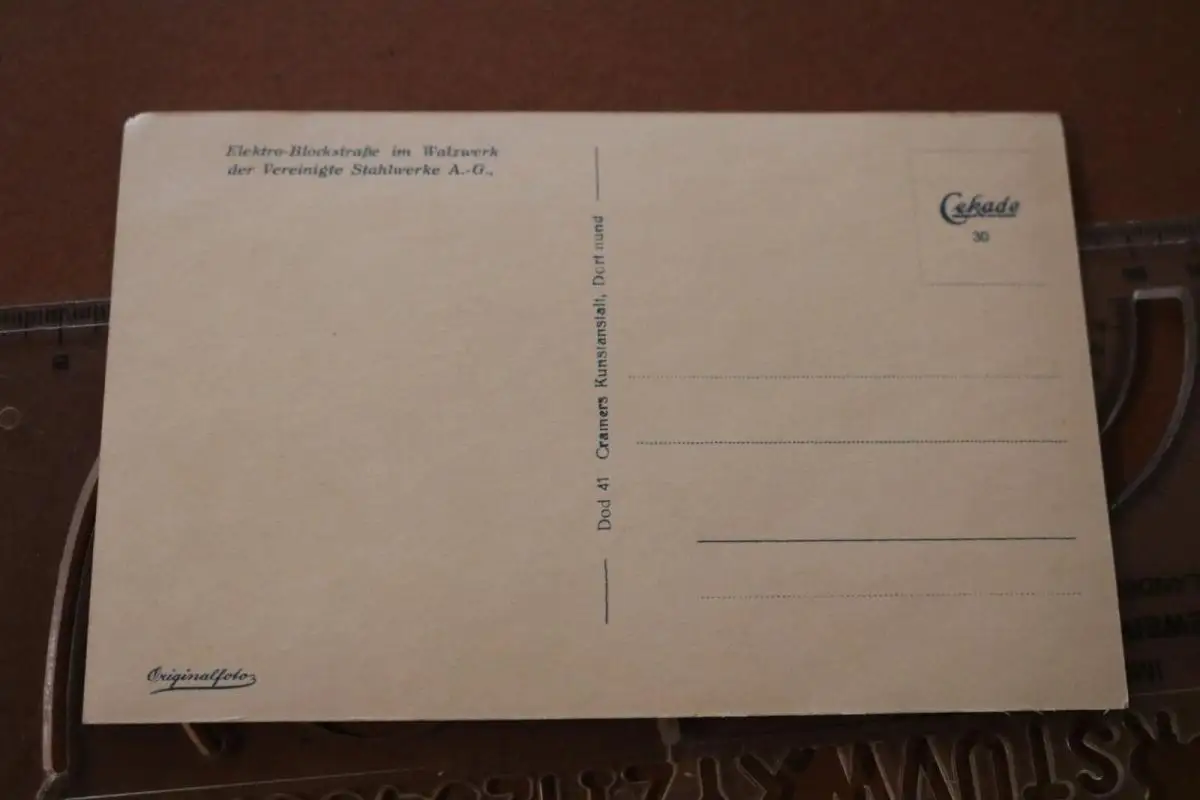 Elektro-Blockstraße im Walzwerk
der Vereinigte Stahlwerke A.-G.,
Cekade
30
Dod 41 Cramers Kunstanstalt, Dortmund
Originalfoto